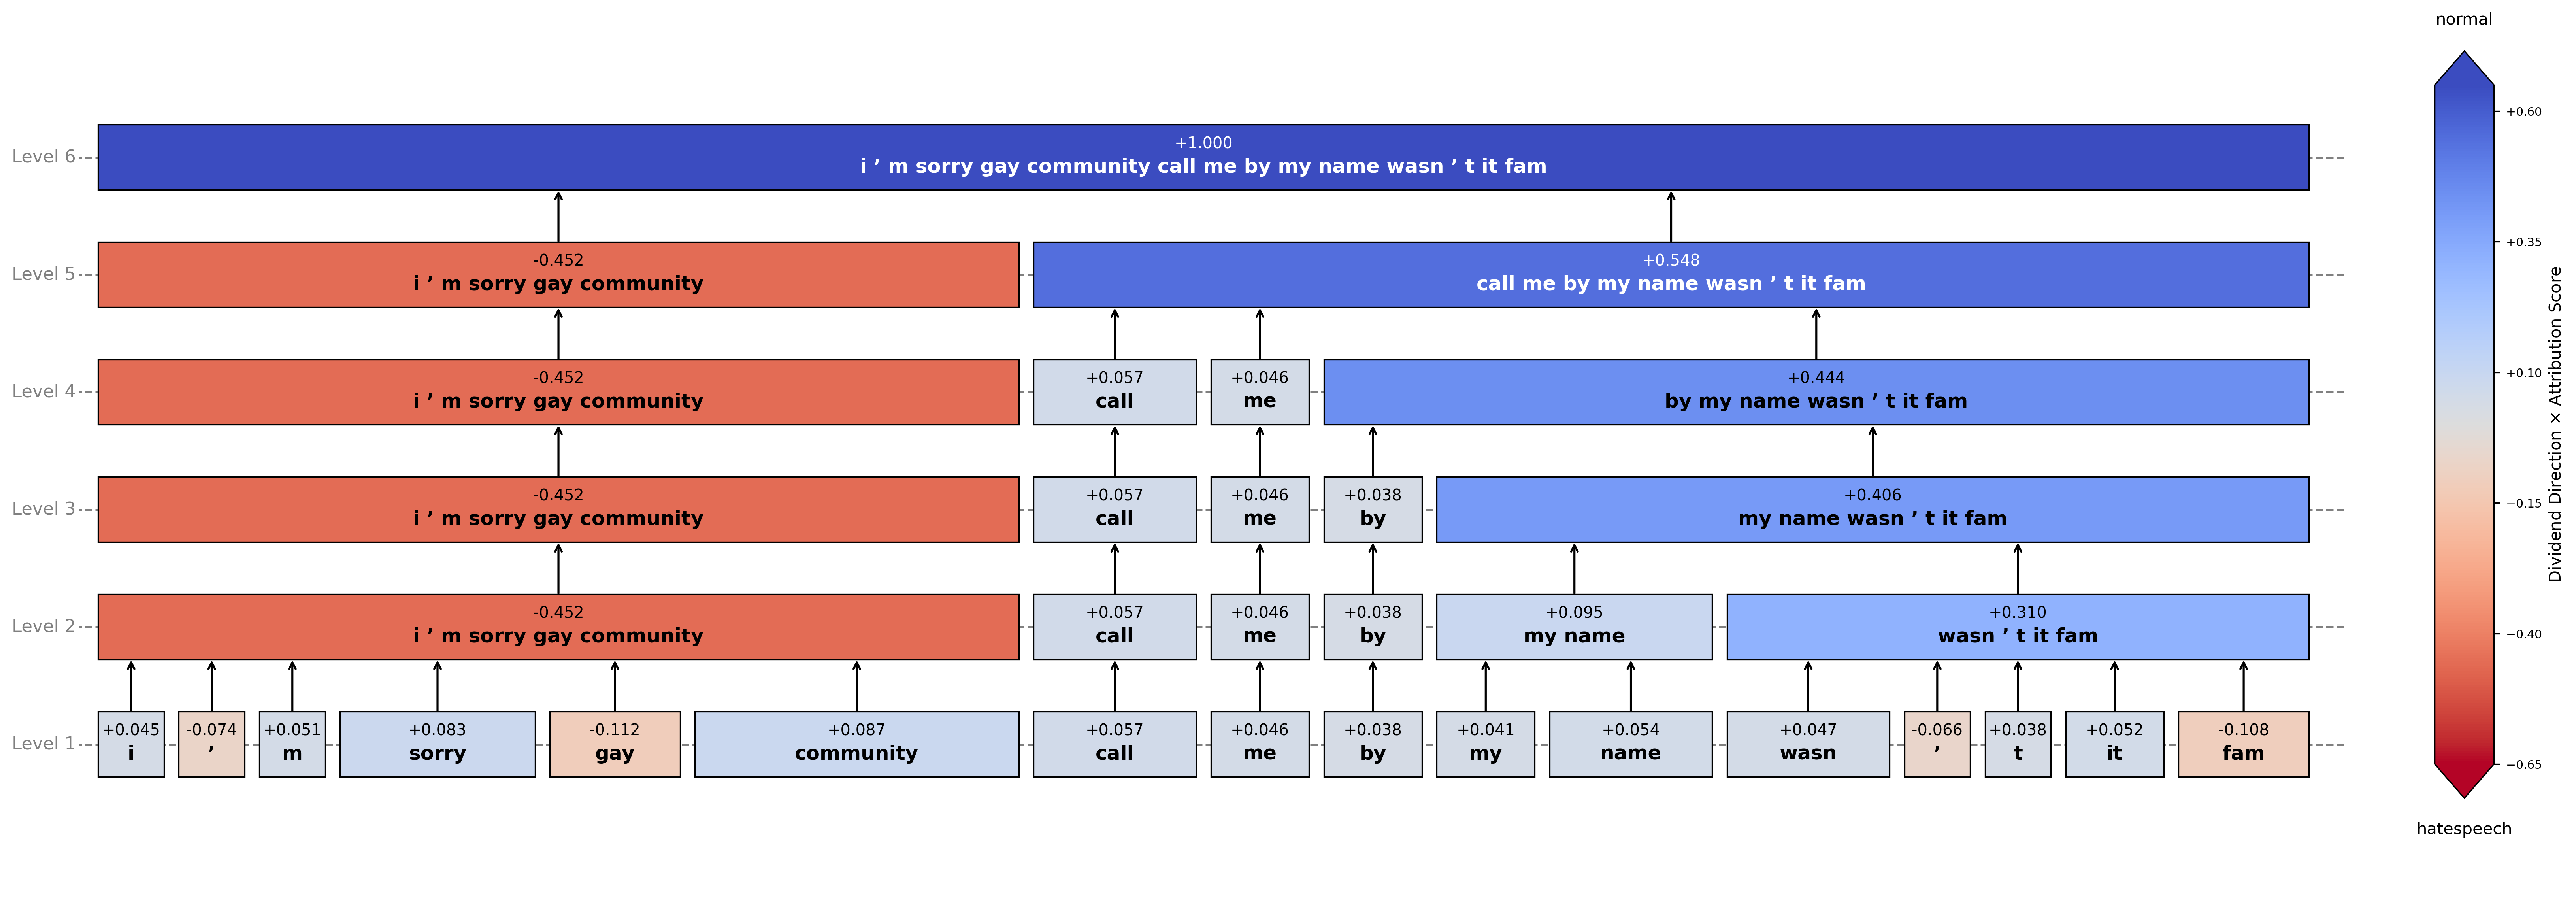 normal
+1.000
Level 6
i ’ m sorry gay community call me by my name wasn ’ t it fam
+0.60
-0.452 +0.548
Level 5
i ’ m sorry gay community call me by my name wasn ’ t it fam
+0.35
-0.452 +0.057 +0.046 +0.444
Level 4
i ’ m sorry gay community call me by my name wasn ’ t it fam
+0.10
Dividend Direction × Attribution Score
-0.452 +0.057 +0.046 +0.038 +0.406
Level 3
i ’ m sorry gay community call me by my name wasn ’ t it fam
−0.15
-0.452 +0.057 +0.046 +0.038 +0.095 +0.310
Level 2
i ’ m sorry gay community call me by my name wasn ’ t it fam
−0.40
+0.045 -0.074 +0.051 +0.083 -0.112 +0.087 +0.057 +0.046 +0.038 +0.041 +0.054 +0.047 -0.066 +0.038 +0.052 -0.108
Level 1
i ’ m sorry gay community call me by my name wasn ’ t it fam
−0.65
hatespeech